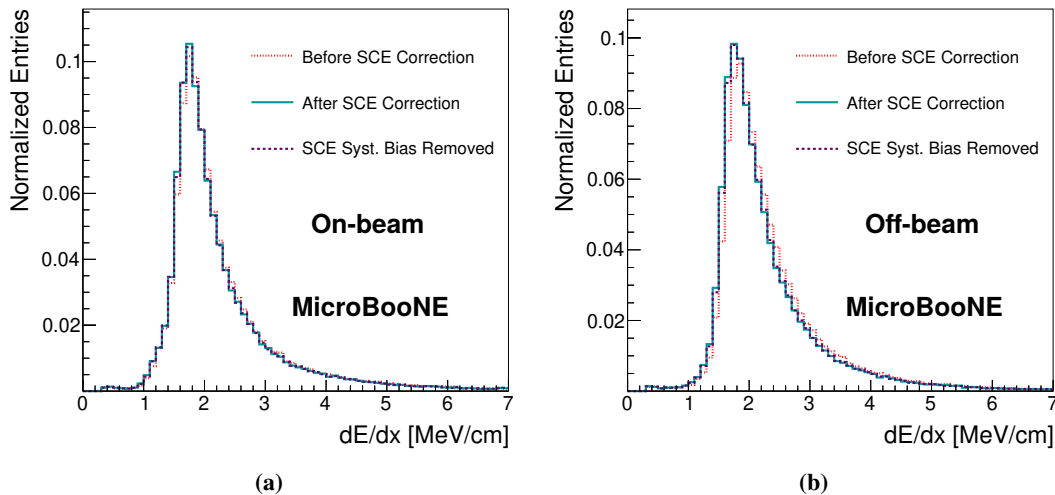 Normalized Entries
0.1
0.08
0.06
0.04
0.02
Before SCE Correction
After SCE Correction
SCE Syst. Bias Removed
On-beam
MicroBooNE
0 1 2 3 4 5 6 7
dE/dx [MeV/cm]
(a)
Normalized Entries
0.1
0.08
0.06
0.04
0.02
Before SCE Correction
After SCE Correction
SCE Syst. Bias Removed
Off-beam
MicroBooNE
0 1 2 3 4 5 6 7
dE/dx [MeV/cm]
(b)